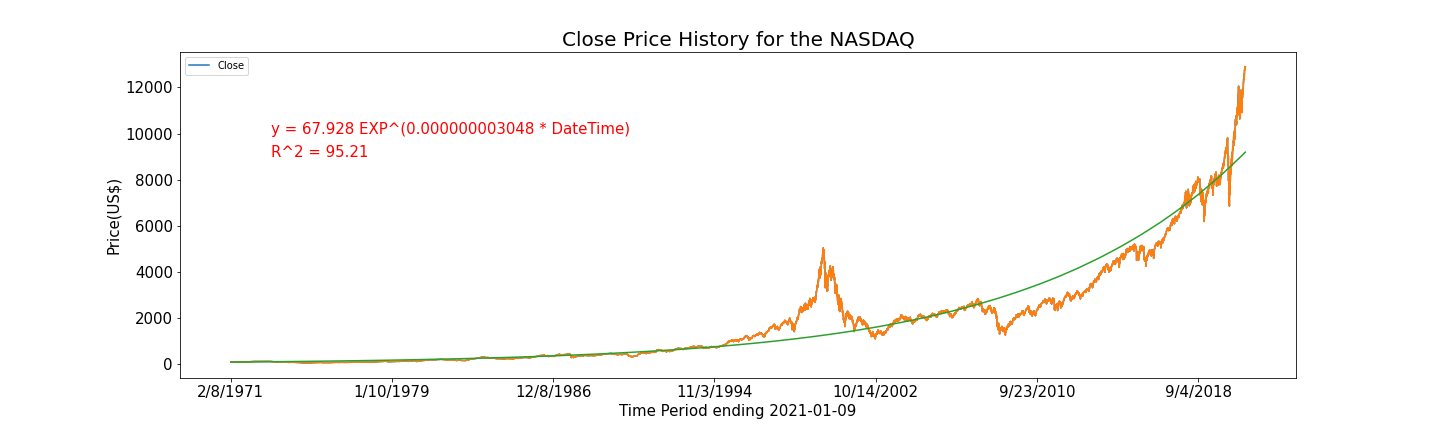 Close Price History for the NASDAQ
Close
12000
10000
8000
6000
4000
2000
0
Price(US$)
y = 67.928 EXP^(0.000000003048 * DateTime)
R^2 = 95.21
2/8/1971 1/10/1979 12/8/1986 11/3/1994 10/14/2002 9/23/2010 9/4/2018
Time Period ending 2021-01-09